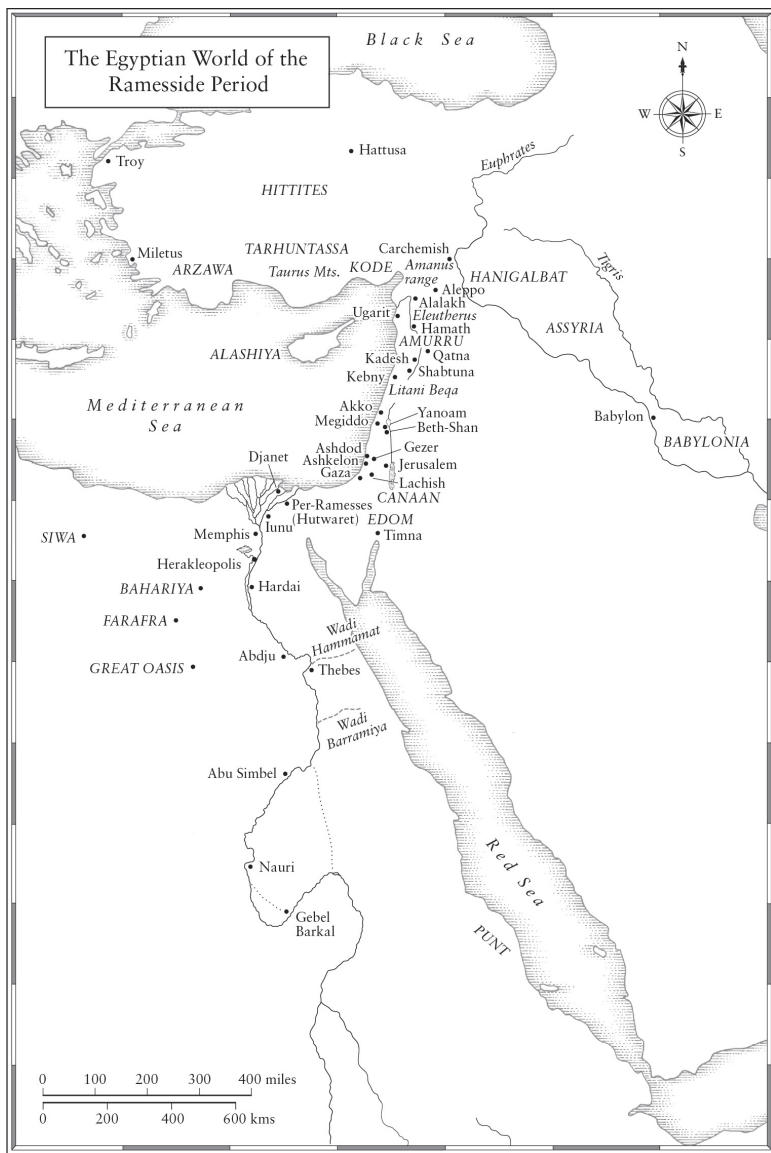 The Egyptian World of the
Ramesside Period
Black Sea
N
W
E
S
Troy
Hattusa
Euphrates
HITTITES
Miletus
ARZAWA
TARHUNTASSA
Taurus Mts.
KODE
Carchemish
Amanus
range
HANIGALBAT
Tigris
Aleppo
Alalakh
Ugarit
Eleutherus
Hamath
ASSYRIA
ALASHIYA
AMURRU
Kadesh
Qatna
Shabtuna
Kebny
Litani Beqa
Mediterranean
Sea
Akko
Megiddo
Yanoam
Beth-Shan
Babylon
BABYLONIA
Djanet
Ashdod
Ashkelon
Gaza
Gezer
Jerusalem
Lachish
CANAAN
Per-Ramesses
(Hutwaret)
EDOM
Iunu
Memphis
Timna
SIWA
Herakleopolis
BAHARIYA
Hardai
FARAFRA
Wadi
Hammamat
Abdju
GREAT OASIS
Thebes
Wadi
Barramiya
Abu Simbel
Red Sea
Nauri
Gebel
Barkal
PUNT
0 100 200 300 400 miles
0 200 400 600 kms